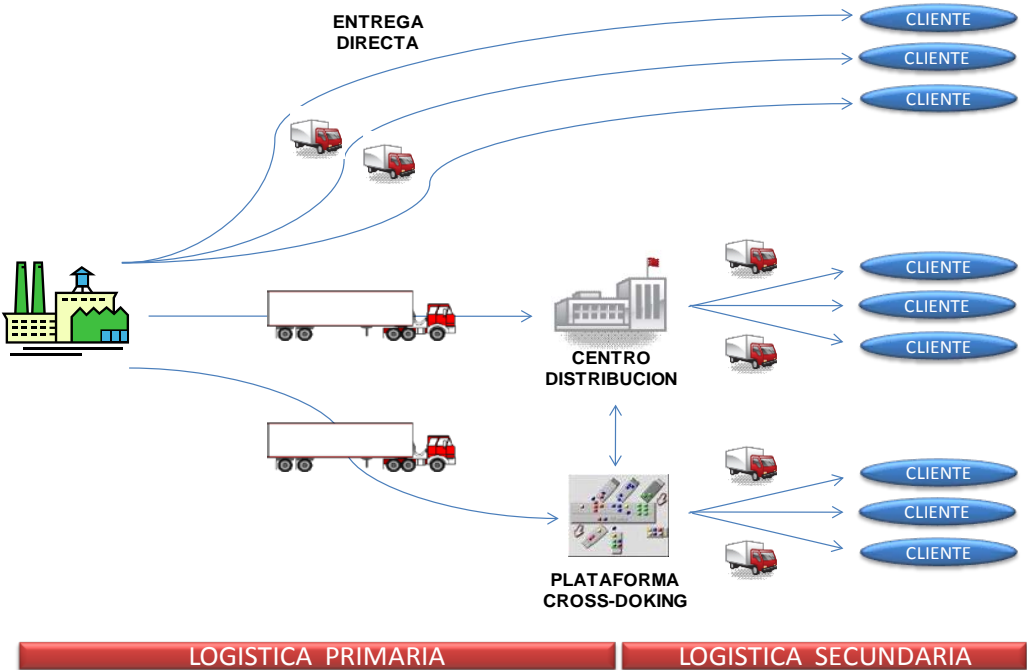 ENTREGA
DIRECTA
CLIENTE
CLIENTE
CLIENTE
CENTRO
DISTRIBUCION
CLIENTE
CLIENTE
CLIENTE
PLATAFORMA
CROSS-DOKING
CLIENTE
CLIENTE
CLIENTE
LOGISTICA PRIMARIA
LOGISTICA SECUNDARIA